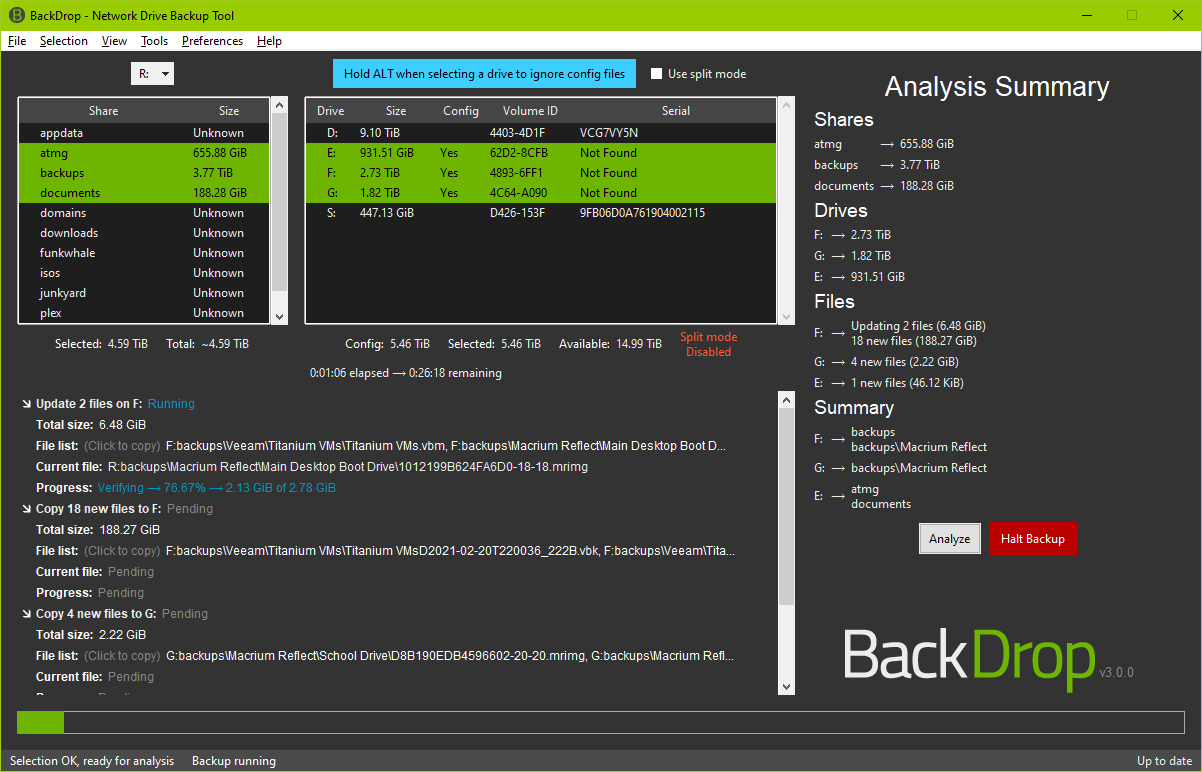 BackDrop - Network Drive Backup Tool
File Selection View Tools Preferences Help
R:
Hold ALT when selecting a drive to ignore config files
Use split mode
Share Size
appdata Unknown
atmg 655.88 GiB
backups 3.77 TiB
documents 188.28 GiB
domains Unknown
downloads Unknown
funkwhale Unknown
isos Unknown
junkyard Unknown
plex Unknown
Drive Size Config Volume ID Serial
D: 9.10 TiB 4403-4D1F VCG7VY5N
E: 931.51 GiB Yes 62D2-8CFB Not Found
F: 2.73 TiB Yes 4893-6FF1 Not Found
G: 1.82 TiB Yes 4C64-A090 Not Found
S: 447.13 GiB D426-153F 9FB06D0A761904002115
Selected: 4.59 TiB Total: ~4.59 TiB
Config: 5.46 TiB Selected: 5.46 TiB Available: 14.99 TiB
Split mode
Disabled
0:01:06 elapsed → 0:26:18 remaining
Update 2 files on F: Running
Total size: 6.48 GiB
File list: (Click to copy) F:backups\Veeam\Titanium VMs\Titanium VMs.vbm, F:backups\Macrium Reflect\Main Desktop Boot D...
Current file: R:backups\Macrium Reflect\Main Desktop Boot Drive\1012199B624FA6D0-18-18.mrimg
Progress: Verifying → 76.67% → 2.13 GiB of 2.78 GiB
Copy 18 new files to F: Pending
Total size: 188.27 GiB
File list: (Click to copy) F:backups\Veeam\Titanium VMs\Titanium VMsD2021-02-20T220036_222B.vbk, F:backups\Veeam\Tita...
Current file: Pending
Progress: Pending
Copy 4 new files to G: Pending
Total size: 2.22 GiB
File list: (Click to copy) G:backups\Macrium Reflect\School Drive\D8B190EDB4596602-20-20.mrimg, G:backups\Macrium Refl...
Current file: Pending
Analysis Summary
Shares
atmg → 655.88 GiB
backups → 3.77 TiB
documents → 188.28 GiB
Drives
F: → 2.73 TiB
G: → 1.82 TiB
E: → 931.51 GiB
Files
F: → Updating 2 files (6.48 GiB)
18 new files (188.27 GiB)
G: → 4 new files (2.22 GiB)
E: → 1 new files (46.12 KiB)
Summary
F: → backups
backups\Macrium Reflect
G: → backups\Macrium Reflect
E: → atmg
documents
Analyze Halt Backup
BackDrop v3.0.0
Selection OK, ready for analysis Backup running Up to date